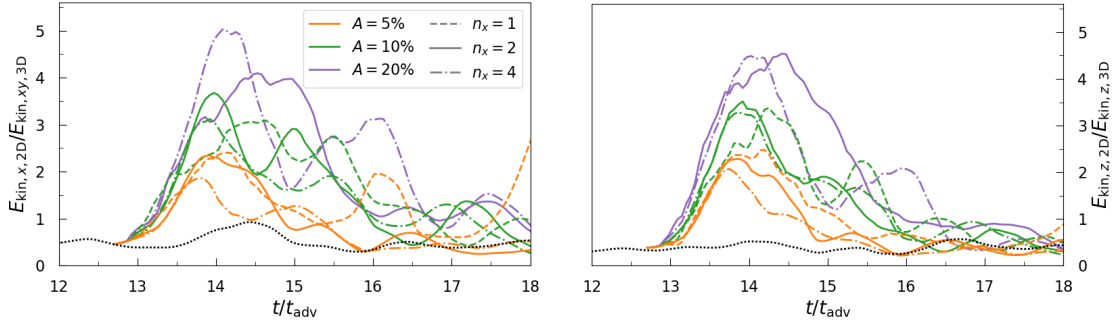 E_kin, x, 2D/E_kin, xy, 3D
5
4
3
2
1
0
A = 5%
A = 10%
A = 20%
n_x = 1
n_x = 2
n_x = 4
12 13 14 15 16 17 18
t/t_adv
12 13 14 15 16 17 18
t/t_adv
5
4
3
2
1
0
E_kin, z, 2D/E_kin, z, 3D